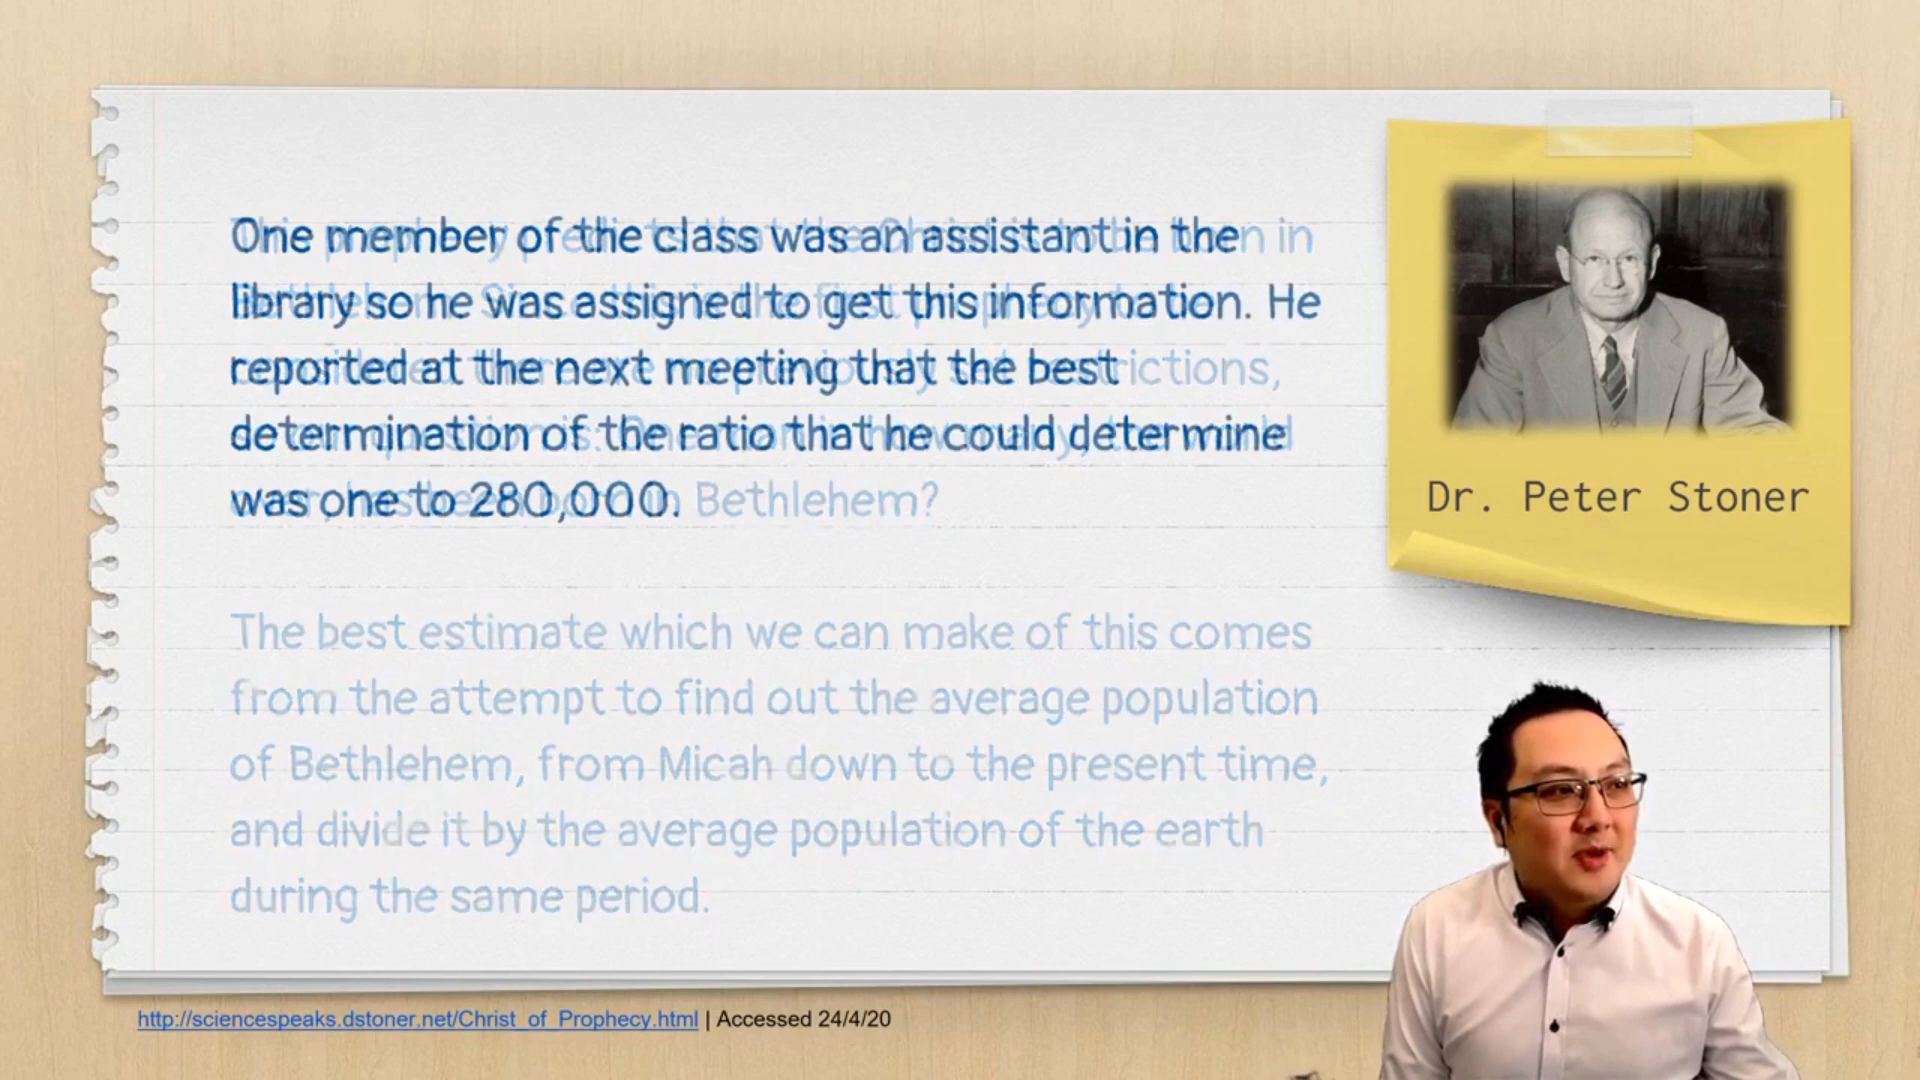 One member of the class was an assistant in the
library so he was assigned to get this information. He
reported at the next meeting that the best
determination of the ratio that he could determine
was one to 280,000.
Bethlehem?
The best estimate which we can make of this comes
from the attempt to find out the average population
of Bethlehem, from Micah down to the present time,
and divide it by the average population of the earth
during the same period.
Dr. Peter Stoner
http://sciencespeaks.dstoner.net/Christ_of_Prophecy.html | Accessed 24/4/20